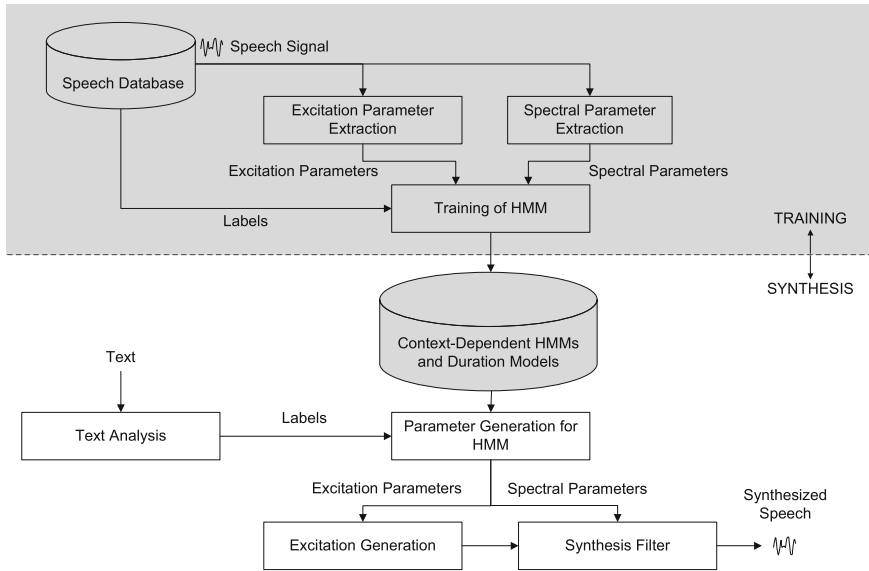 Speech Signal
Speech Database
Excitation Parameter
Extraction
Spectral Parameter
Extraction
Excitation Parameters
Spectral Parameters
Training of HMM
Labels
TRAINING
SYNTHESIS
Context-Dependent HMMs
and Duration Models
Text
Text Analysis
Labels
Parameter Generation for
HMM
Excitation Parameters
Spectral Parameters
Synthesized
Speech
Excitation Generation
Synthesis Filter